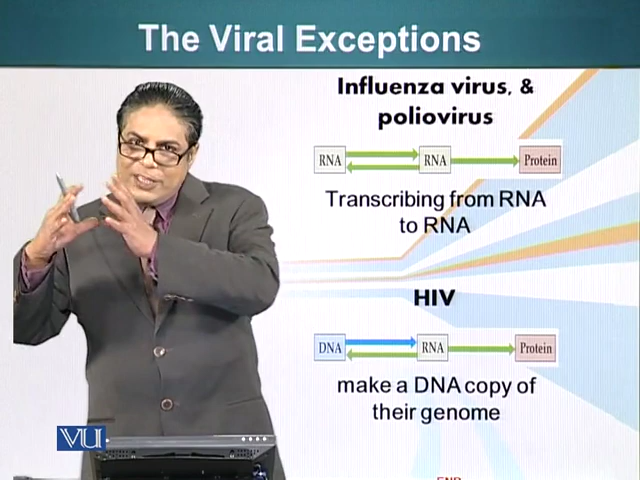 The Viral Exceptions
Influenza virus, &
poliovirus
RNA RNA Protein
Transcribing from RNA
to RNA
HIV
DNA RNA Protein
make a DNA copy of
their genome
VU
END